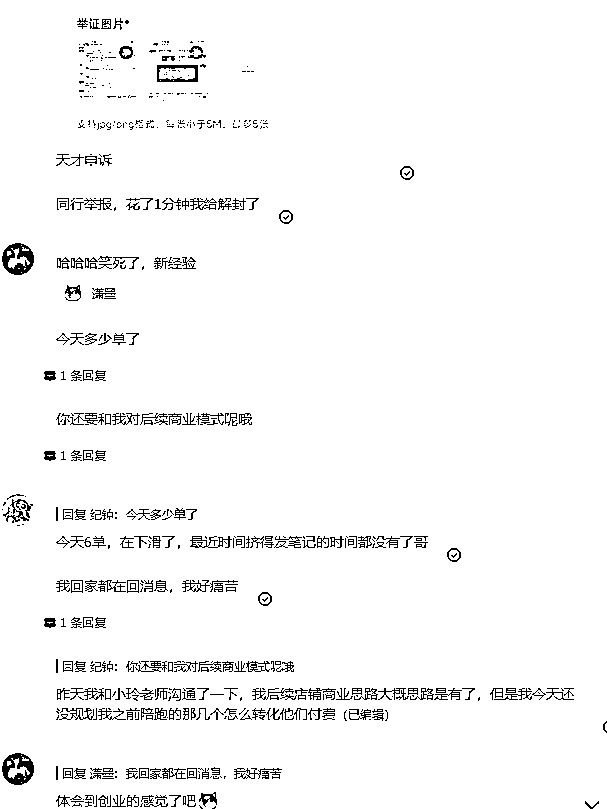 举证图片*
支持jpg/png格式，每张小于5M，最多5张
天才申诉
同行举报，花了1分钟我给解封了
哈哈哈笑死了，新经验
潇昱
今天多少单了
1 条回复
你还要和我对后续商业模式呢哦
1 条回复
回复 纪钟：今天多少单了
今天6单，在下滑了，最近时间挤得发笔记的时间都没有了哥
我回家都在回消息，我好痛苦
1 条回复
回复 纪钟：你还要和我对后续商业模式呢哦
昨天我和小玲老师沟通了一下，我后续店铺商业思路大概思路是有了，但是我今天还
没规划我之前陪跑的那几个怎么转化他们付费（已编辑）
回复 潇昱：我回家都在回消息，我好痛苦
体会到创业的感觉了吧